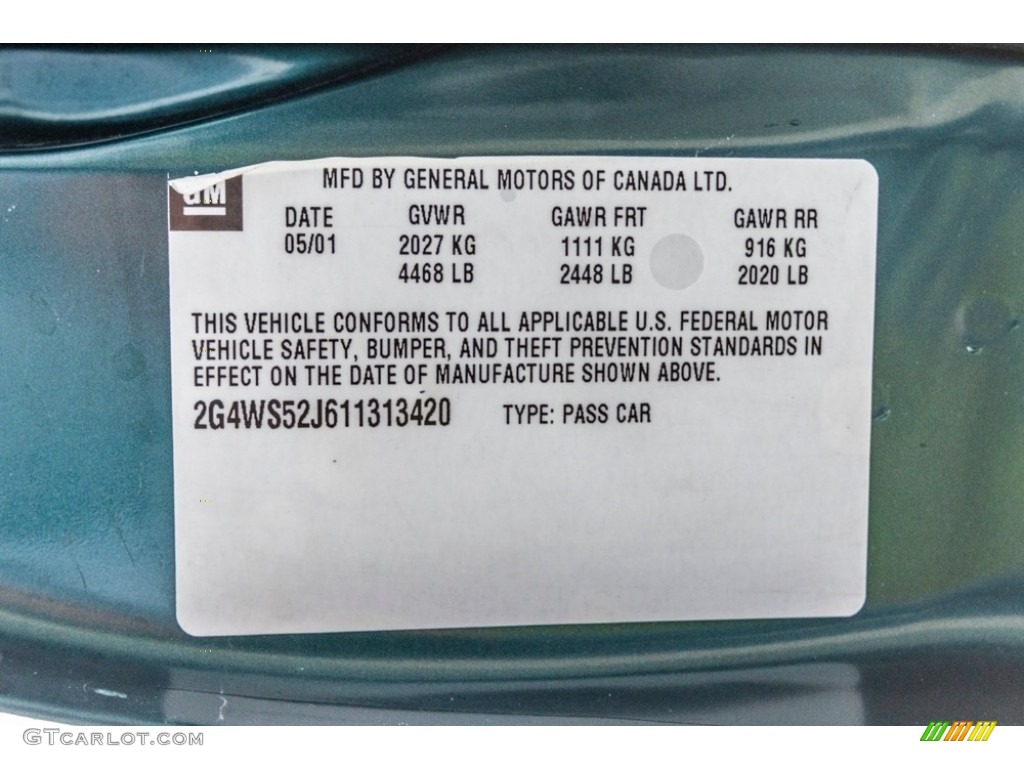 MFD BY GENERAL MOTORS OF CANADA LTD.
GM
DATE GVWR GAWR FRT GAWR RR
05/01 2027 KG 1111 KG 916 KG
4468 LB 2448 LB 2020 LB
THIS VEHICLE CONFORMS TO ALL APPLICABLE U.S. FEDERAL MOTOR
VEHICLE SAFETY, BUMPER, AND THEFT PREVENTION STANDARDS IN
EFFECT ON THE DATE OF MANUFACTURE SHOWN ABOVE.
2G4WS52J611313420 TYPE: PASS CAR
GTCARLOT.COM